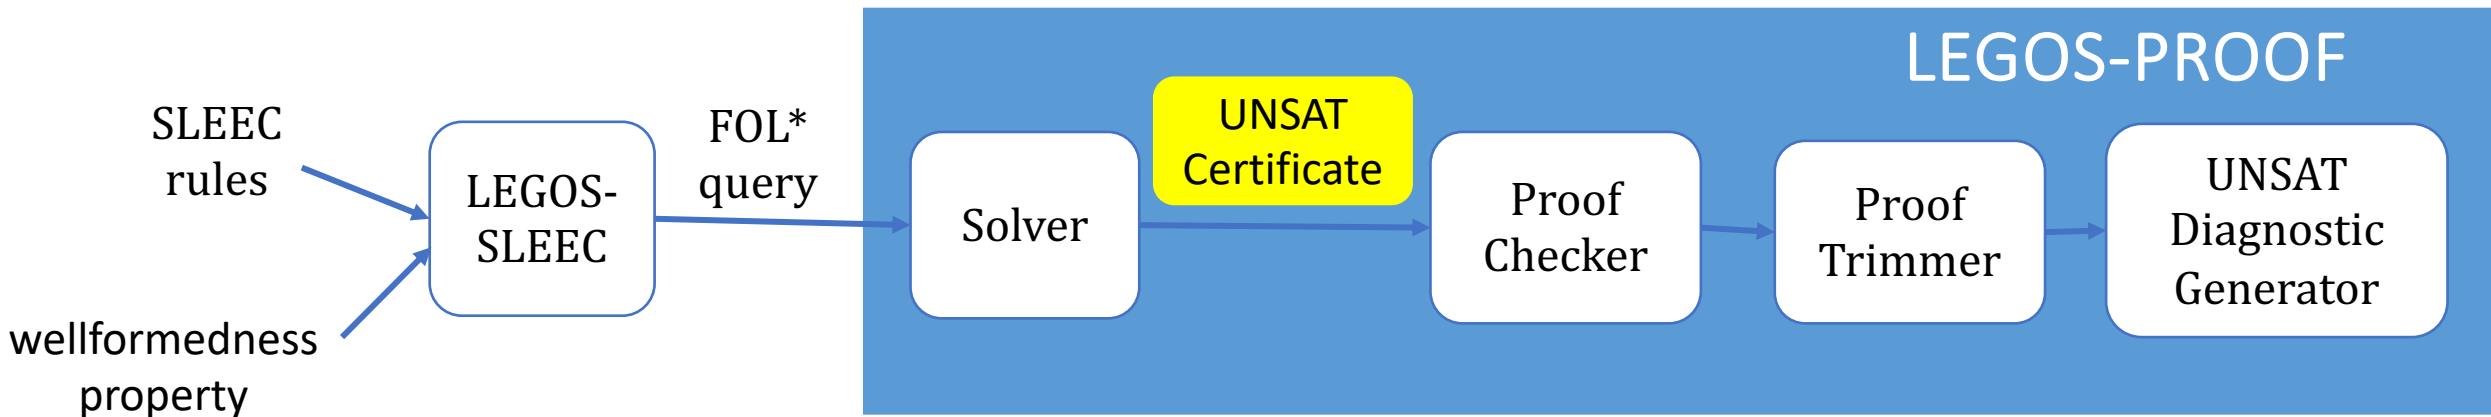 LEGOS-PROOF
SLEEC
rules
wellformedness
property
LEGOS-
SLEEC
FOL*
query
Solver
UNSAT
Certificate
Proof
Checker
Proof
Trimmer
UNSAT
Diagnostic
Generator